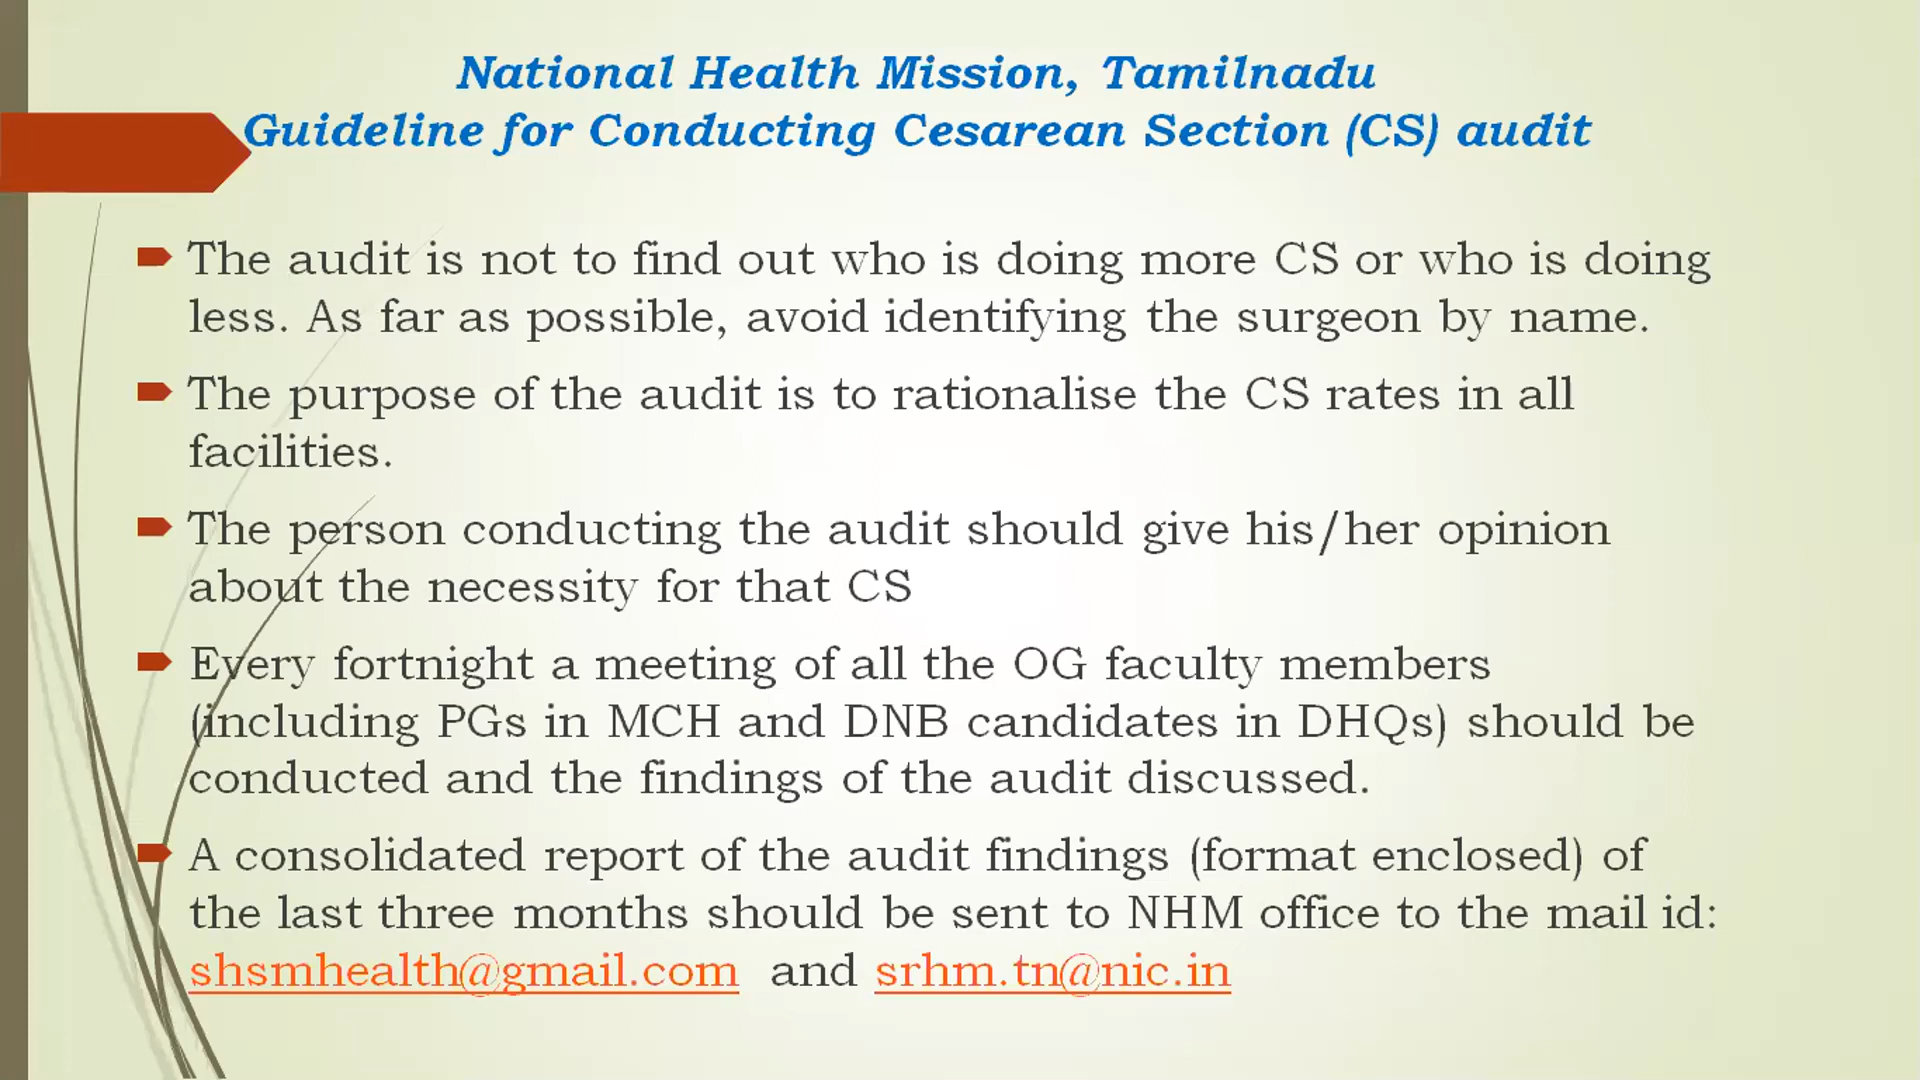 National Health Mission, Tamilnadu
Guideline for Conducting Cesarean Section (CS) audit
The audit is not to find out who is doing more CS or who is doing
less. As far as possible, avoid identifying the surgeon by name.
The purpose of the audit is to rationalise the CS rates in all
facilities.
The person conducting the audit should give his/her opinion
about the necessity for that CS
Every fortnight a meeting of all the OG faculty members
(including PGs in MCH and DNB candidates in DHQs) should be
conducted and the findings of the audit discussed.
A consolidated report of the audit findings (format enclosed) of
the last three months should be sent to NHM office to the mail id:
shsmhealth@gmail.com and srhm.tn@nic.in